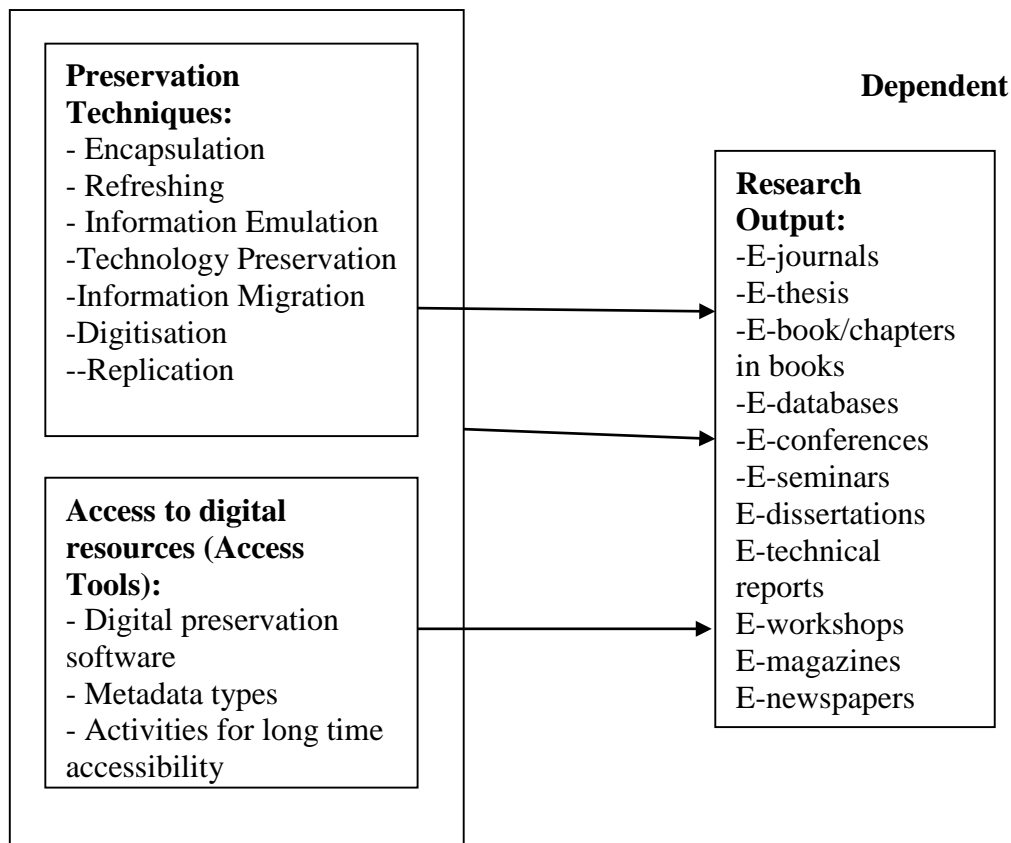 Preservation
Techniques:
- Encapsulation
- Refreshing
- Information Emulation
-Technology Preservation
-Information Migration
-Digitisation
--Replication
Access to digital
resources (Access
Tools):
- Digital preservation
software
- Metadata types
- Activities for long time
accessibility
Dependent
Research
Output:
-E-journals
-E-thesis
-E-book/chapters
in books
-E-databases
-E-conferences
-E-seminars
E-dissertations
E-technical
reports
E-workshops
E-magazines
E-newspapers